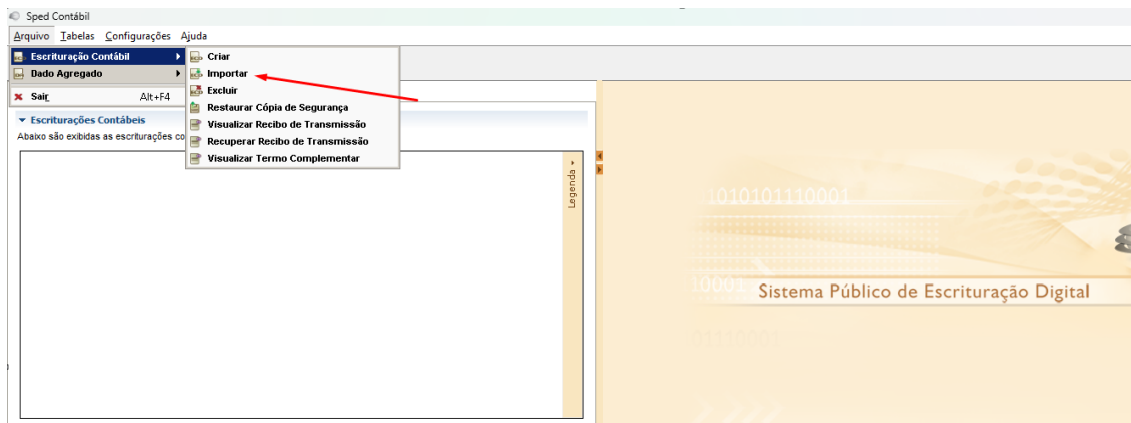 Sped Contábil
Arquivo Tabelas Configurações Ajuda
Escrituração Contábil
Dado Agregado
Sair Alt+F4
Criar
Importar
Excluir
Restaurar Cópia de Segurança
Visualizar Recibo de Transmissão
Recuperar Recibo de Transmissão
Visualizar Termo Complementar
Escriturações Contábeis
Abaixo são exibidas as escriturações co
Legenda
1010101110001
10001
Sistema Público de Escrituração Digital
01110001